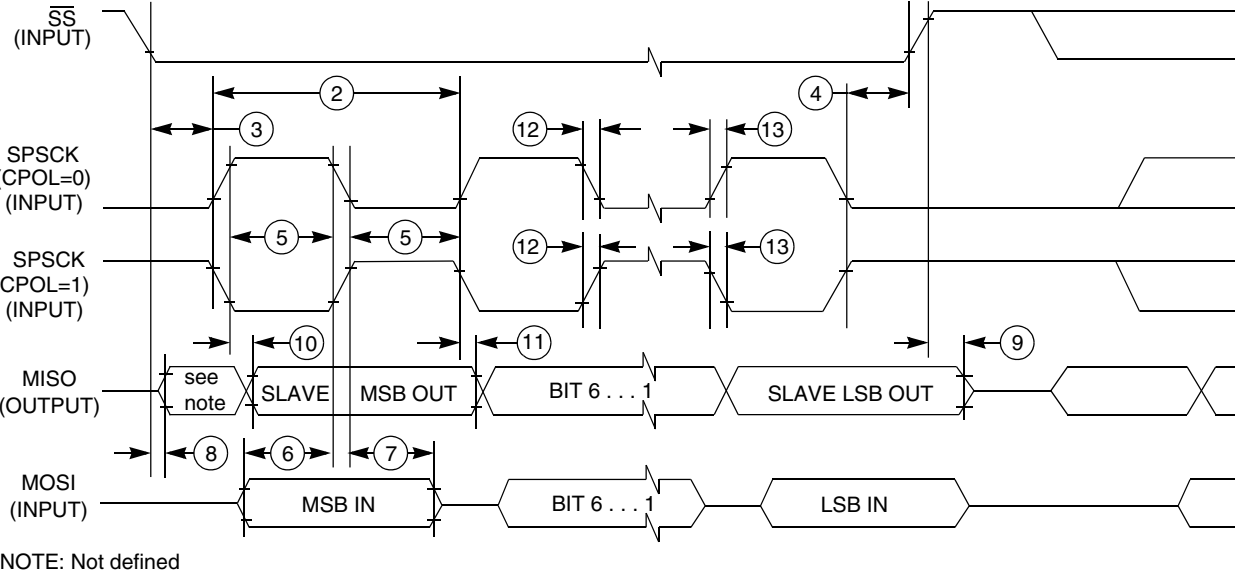 SS
(INPUT)
2
4
3
12
13
SPSCK
(CPOL=0)
(INPUT)
5
5
12
13
SPSCK
CPOL=1)
(INPUT)
10
11
9
MISO
(OUTPUT)
see
note
SLAVE
MSB OUT
BIT 6 . . . 1
SLAVE LSB OUT
8
6
7
MOSI
(INPUT)
MSB IN
BIT 6 . . . 1
LSB IN
NOTE: Not defined